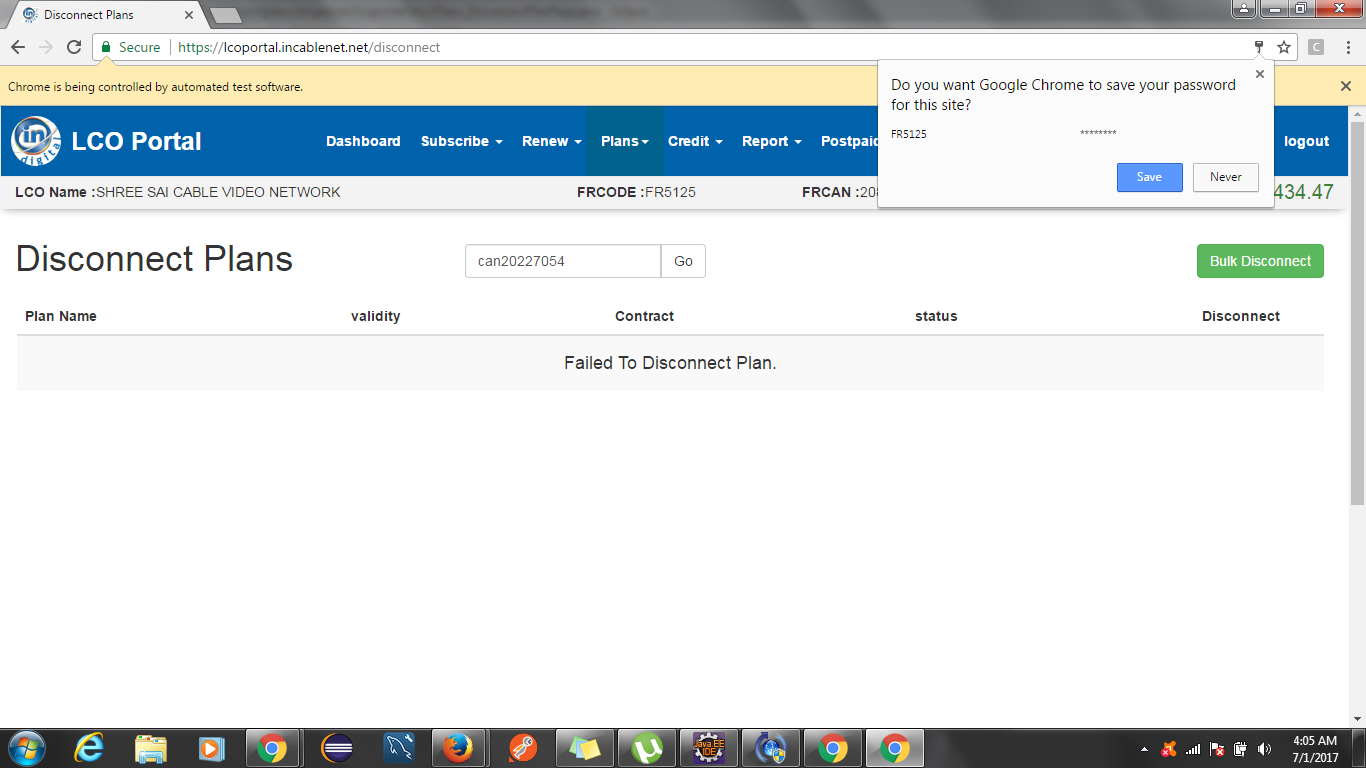 Disconnect Plans
Secure https://lcoportal.incablenet.net/disconnect
Chrome is being controlled by automated test software.
Do you want Google Chrome to save your password
for this site?
FR5125 ********
Save Never
in digital LCO Portal Dashboard Subscribe Renew Plans Credit Report Postpaid logout
LCO Name :SHREE SAI CABLE VIDEO NETWORK FRCODE :FR5125 FRCAN :20 434.47
Disconnect Plans can20227054 Go Bulk Disconnect
Plan Name validity Contract status Disconnect
Failed To Disconnect Plan.
Java EE
IDE
4:05 AM
7/1/2017